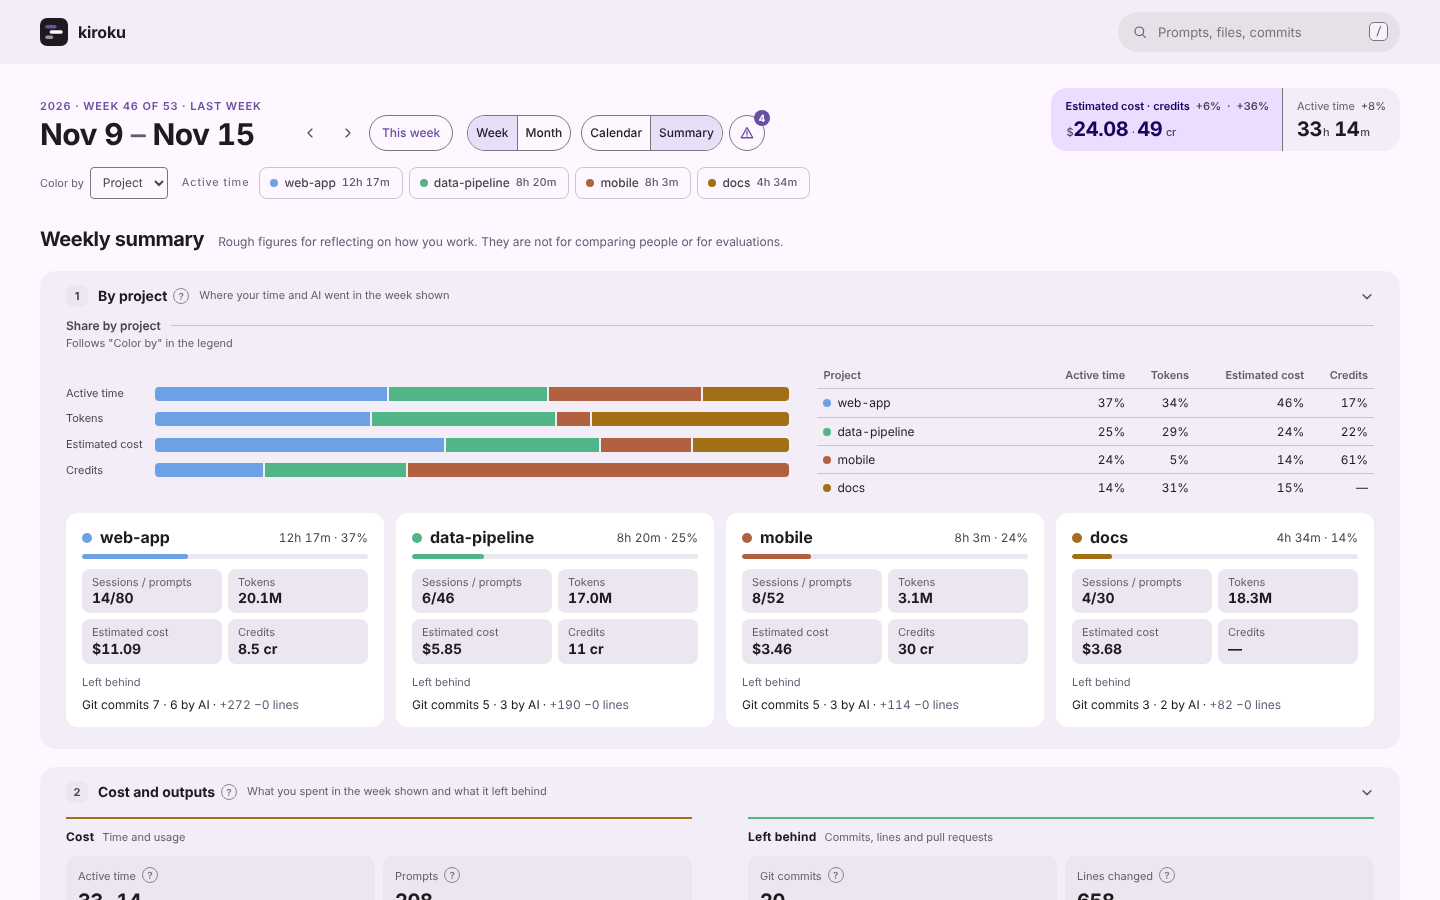 kiroku
Prompts, files, commits
/
2026 · WEEK 46 OF 53 · LAST WEEK
Nov 9 – Nov 15
This week
Week
Month
Calendar
Summary
4
Estimated cost · credits +6% · +36%
$24.08 · 49 cr
Active time +8%
33h 14m
Color by
Project
Active time
web-app 12h 17m
data-pipeline 8h 20m
mobile 8h 3m
docs 4h 34m
Weekly summary
Rough figures for reflecting on how you work. They are not for comparing people or for evaluations.
1 By project ? Where your time and AI went in the week shown
Share by project
Follows "Color by" in the legend
Active time
Tokens
Estimated cost
Credits
Project Active time Tokens Estimated cost Credits
web-app 37% 34% 46% 17%
data-pipeline 25% 29% 24% 22%
mobile 24% 5% 14% 61%
docs 14% 31% 15% —
web-app 12h 17m · 37%
Sessions / prompts
14/80
Tokens
20.1M
Estimated cost
$11.09
Credits
8.5 cr
Left behind
Git commits 7 · 6 by AI · +272 −0 lines
data-pipeline 8h 20m · 25%
Sessions / prompts
6/46
Tokens
17.0M
Estimated cost
$5.85
Credits
11 cr
Left behind
Git commits 5 · 3 by AI · +190 −0 lines
mobile 8h 3m · 24%
Sessions / prompts
8/52
Tokens
3.1M
Estimated cost
$3.46
Credits
30 cr
Left behind
Git commits 5 · 3 by AI · +114 −0 lines
docs 4h 34m · 14%
Sessions / prompts
4/30
Tokens
18.3M
Estimated cost
$3.68
Credits
—
Left behind
Git commits 3 · 2 by AI · +82 −0 lines
2 Cost and outputs ? What you spent in the week shown and what it left behind
Cost Time and usage
Active time ?
Prompts ?
208
Left behind Commits, lines and pull requests
Git commits ?
20
Lines changed ?
658